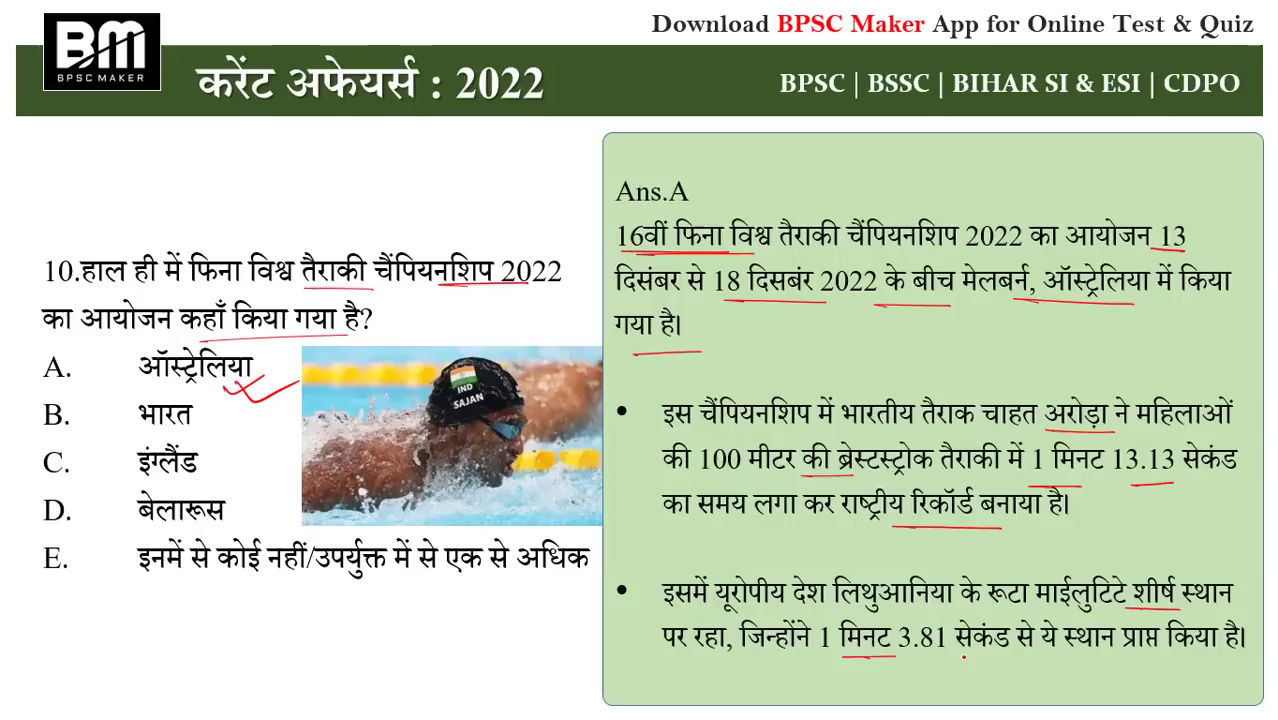 Download BPSC Maker App for Online Test & Quiz
BM
BPSC MAKER
करेंट अफेयर्स : 2022
BPSC | BSSC | BIHAR SI & ESI | CDPO
10.हाल ही में फिना विश्व तैराकी चैंपियनशिप 2022
का आयोजन कहाँ किया गया है?
A. ऑस्ट्रेलिया
B. भारत
C. इंग्लैंड
D. बेलारूस
E. इनमें से कोई नहीं/उपर्युक्त में से एक से अधिक
IND
SAJAN
Ans.A
16वीं फिना विश्व तैराकी चैंपियनशिप 2022 का आयोजन 13
दिसंबर से 18 दिसबंर 2022 के बीच मेलबर्न, ऑस्ट्रेलिया में किया
गया है।
• इस चैंपियनशिप में भारतीय तैराक चाहत अरोड़ा ने महिलाओं
की 100 मीटर की ब्रेस्टस्ट्रोक तैराकी में 1 मिनट 13.13 सेकंड
का समय लगा कर राष्ट्रीय रिकॉर्ड बनाया है।
• इसमें यूरोपीय देश लिथुआनिया के रूटा माईलुटिटे शीर्ष स्थान
पर रहा, जिन्होंने 1 मिनट 3.81 सेकंड से ये स्थान प्राप्त किया है।